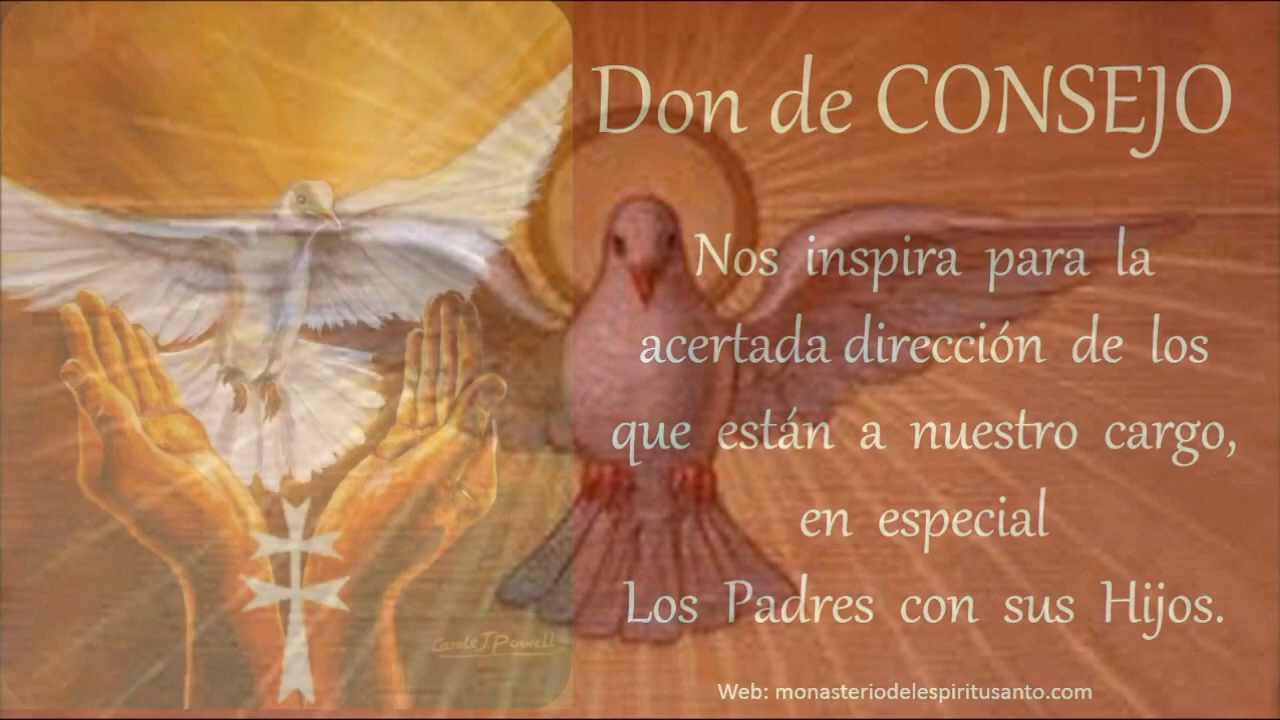 Don de CONSEJO
Nos inspira para la
acertada dirección de los
que están a nuestro cargo,
en especial
Los Padres con sus Hijos.
Carole J Powell
Web: monasteriodelespiritusanto.com